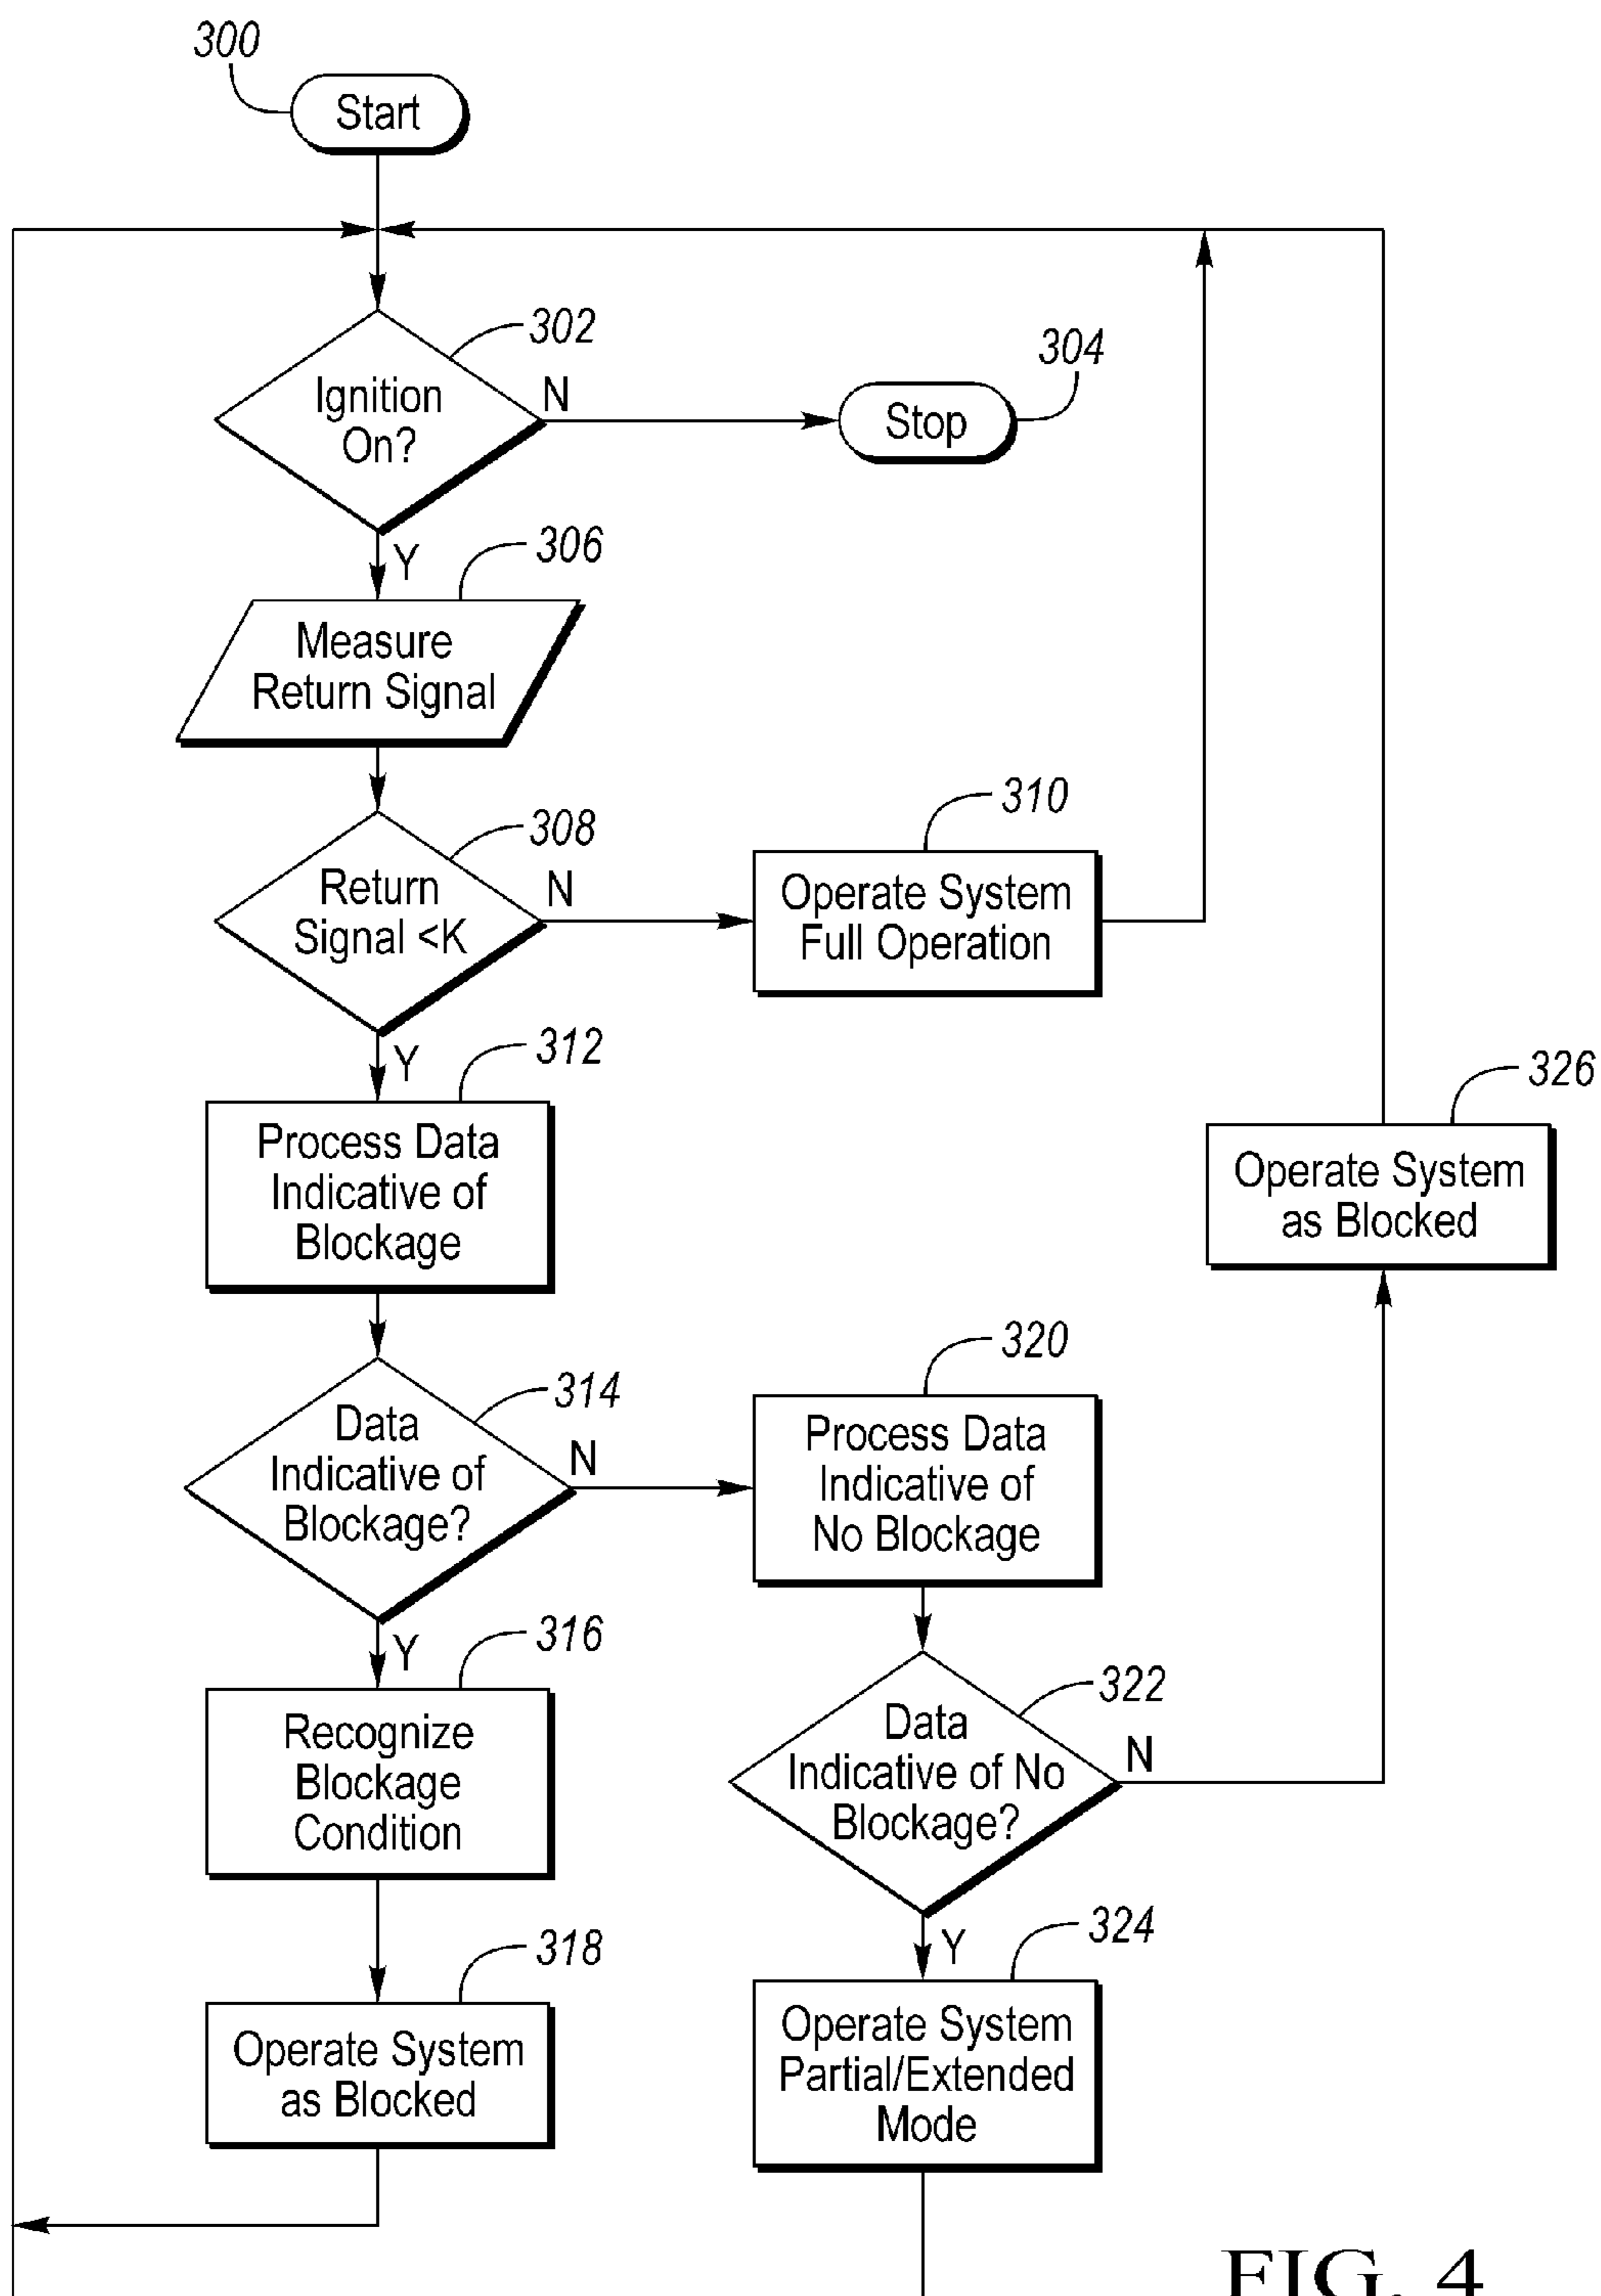 300
Start
302
Ignition
On?
N
304
Stop
Y
306
Measure
Return Signal
308
Return
Signal <K
N
310
Operate System
Full Operation
Y
312
Process Data
Indicative of
Blockage
326
Operate System
as Blocked
314
Data
Indicative of
Blockage?
N
320
Process Data
Indicative of
No Blockage
Y
316
Recognize
Blockage
Condition
322
Data
Indicative of No
Blockage?
N
318
Operate System
as Blocked
Y
324
Operate System
Partial/Extended
Mode
FIG. 4